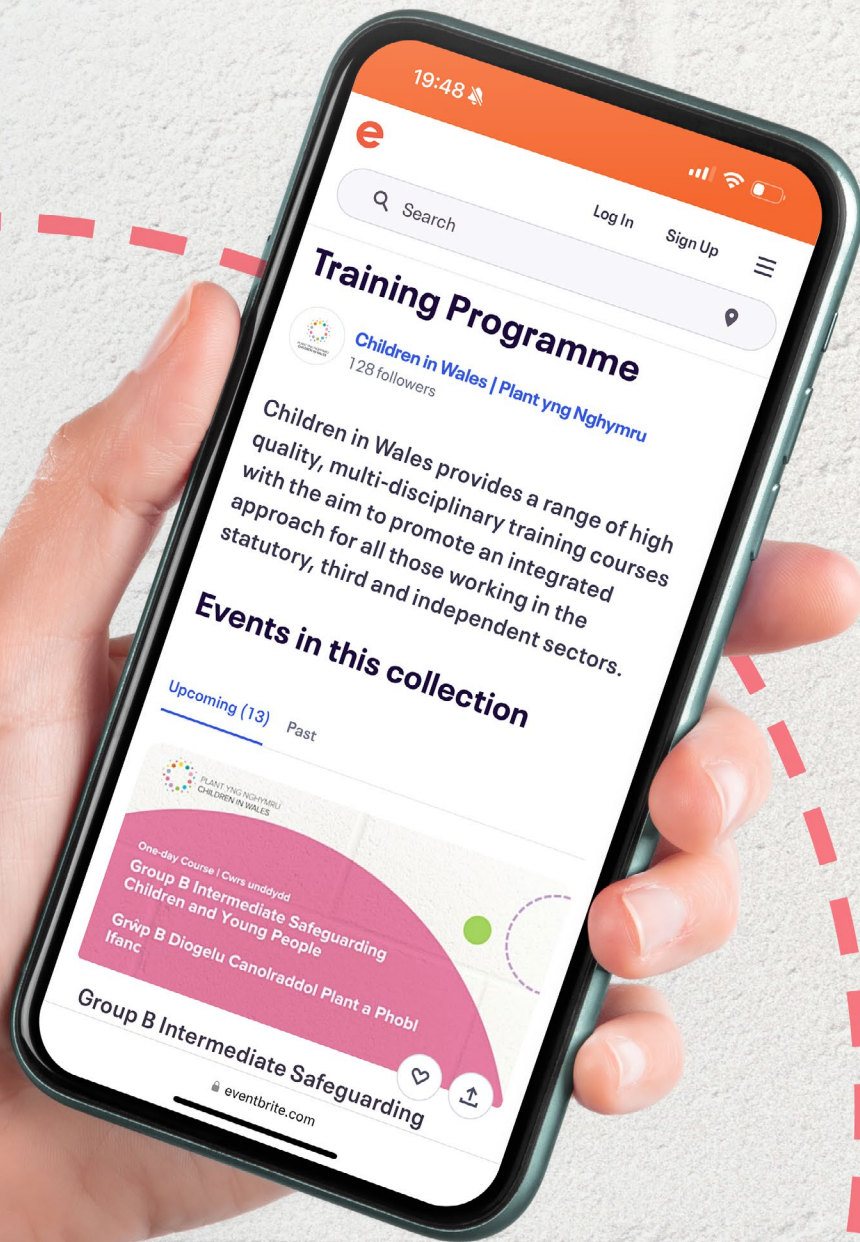 19:48
e
Search
Log In
Sign Up
Training Programme
Children in Wales | Plant yng Nghymru
128 followers
Children in Wales provides a range of high
quality, multi-disciplinary training courses
with the aim to promote an integrated
approach for all those working in the
statutory, third and independent sectors.
Events in this collection
Upcoming (13)
Past
PLANT YNG NGHYMRU
CHILDREN IN WALES
One-day Course | Cwrs unddydd
Group B Intermediate Safeguarding
Children and Young People
Grŵp B Diogelu Canolraddol Plant a Phobl
Ifanc
Group B Intermediate Safeguarding
eventbrite.com